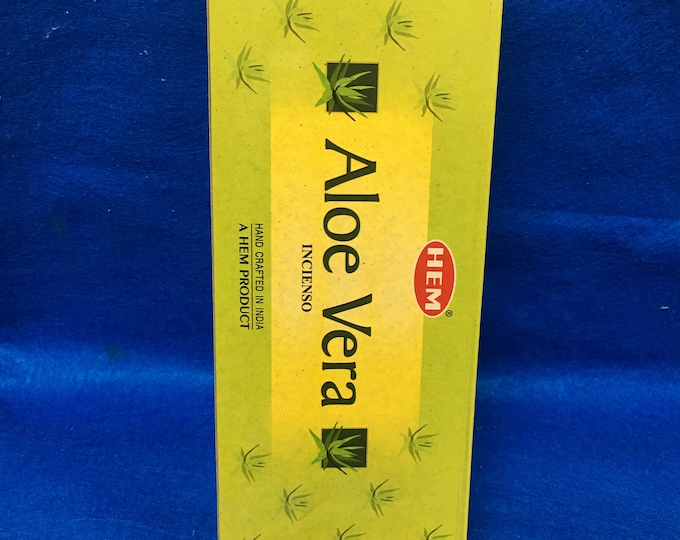 HEM®
Aloe Vera
INCIENSO
HAND CRAFTED IN INDIA
A HEM PRODUCT